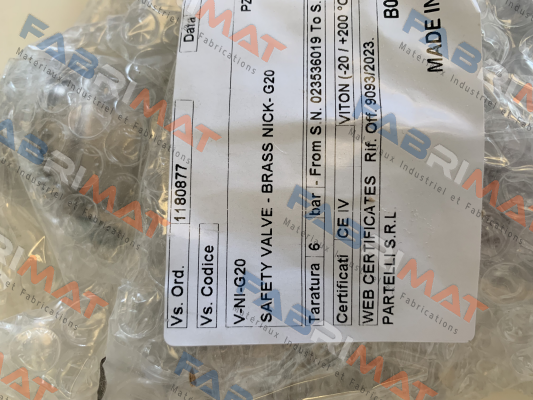 Vs. Ord. 1180877 Data
Vs. Codice
V-NI-G20 PZ
SAFETY VALVE - BRASS NICK- G20
Taratura 6 bar - From S.N. 023536019 To S.
Certificati CE IV VITON (-20 / +200 °C
WEB CERTIFICATES Rif. Off. 9093/2023.
PARTELLI S.R.L
MADE IN
FABRIMAT
Materiaux Industriel et Fabrications